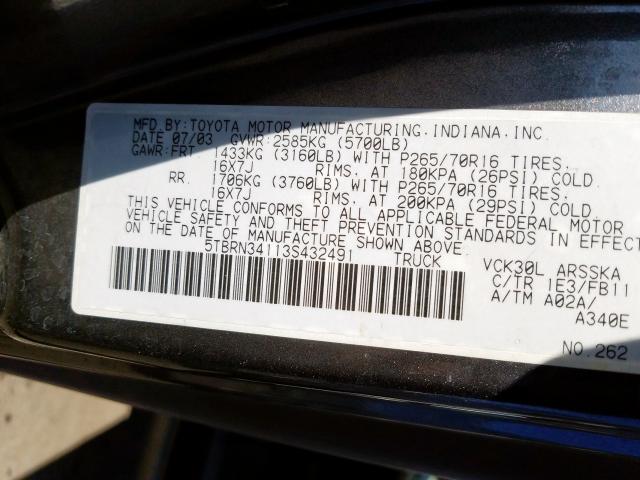 MFD.BY:TOYOTA MOTOR MANUFACTURING.INDIANA.INC.
DATE 07/03 GVWR:2585KG (5700LB)
GAWR:FRT. 1433KG (3160LB) WITH P265/70R16 TIRES.
16X7J RIMS. AT 180KPA (26PSI) COLD.
RR. 1706KG (3760LB) WITH P265/70R16 TIRES.
16X7J RIMS. AT 200KPA (29PSI) COLD.
THIS VEHICLE CONFORMS TO ALL APPLICABLE FEDERAL MOTOR
VEHICLE SAFETY AND THEFT PREVENTION STANDARDS IN EFFECT
ON THE DATE OF MANUFACTURE SHOWN ABOVE.
5TBRN34113S432491 TRUCK
VCK30L ARSSKA
C/TR 1E3/FB11
A/TM A02A/
A340E
NO.262